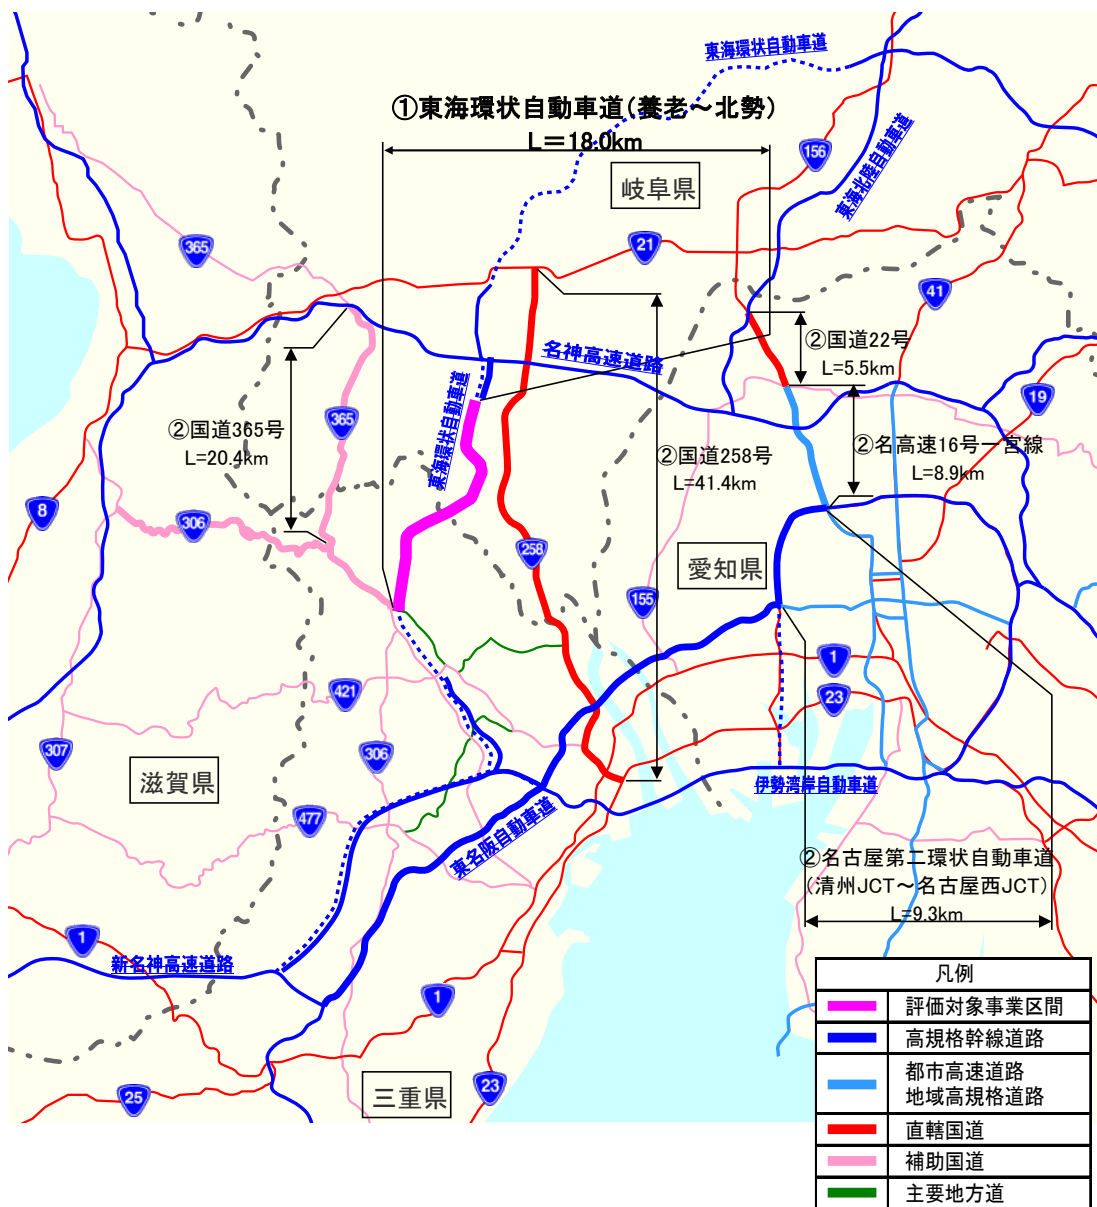 東海環状自動車道
①東海環状自動車道(養老～北勢)
L＝18.0km
156
東海北陸自動車道
岐阜県
365
21
41
②国道22号
L=5.5km
名神高速道路
東海環状自動車道
19
365
②国道365号
L=20.4km
②国道258号
L=41.4km
②名高速16号一宮線
L=8.9km
8
306
258
愛知県
155
1
421
23
307
306
滋賀県
伊勢湾岸自動車道
477
東名阪自動車道
②名古屋第二環状自動車道
(清州JCT～名古屋西JCT)
L=9.3km
1
新名神高速道路
1
25
三重県
23
凡例
評価対象事業区間
高規格幹線道路
都市高速道路
地域高規格道路
直轄国道
補助国道
主要地方道